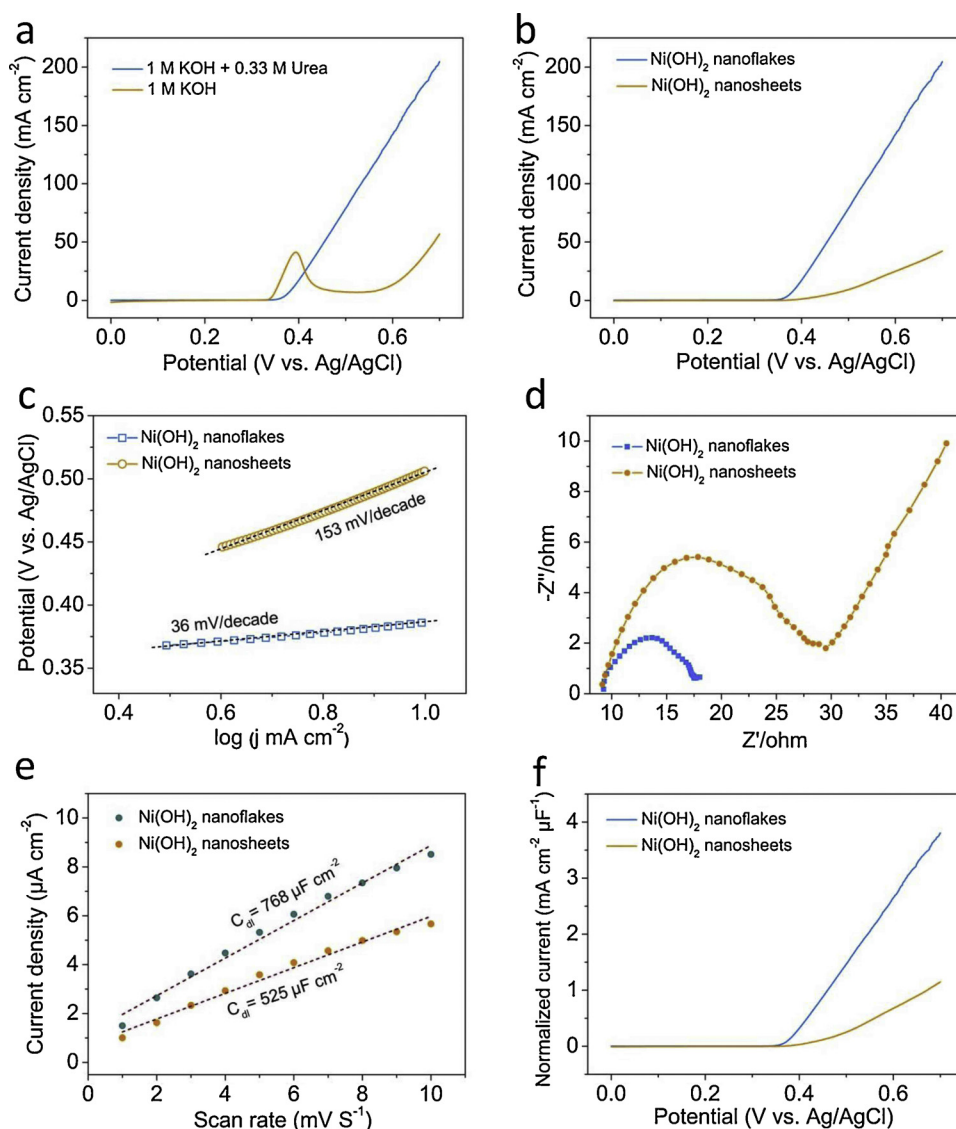 a
1 M KOH + 0.33 M Urea
1 M KOH
Current density (mA cm⁻²)
200
150
100
50
0
0.0 0.2 0.4 0.6
Potential (V vs. Ag/AgCl)
b
Ni(OH)₂ nanoflakes
Ni(OH)₂ nanosheets
Current density (mA cm⁻²)
200
150
100
50
0
0.0 0.2 0.4 0.6
Potential (V vs. Ag/AgCl)
c
Ni(OH)₂ nanoflakes
Ni(OH)₂ nanosheets
Potential (V vs. Ag/AgCl)
0.55
0.50
0.45
0.40
0.35
153 mV/decade
36 mV/decade
0.4 0.6 0.8 1.0
log (j mA cm⁻²)
d
Ni(OH)₂ nanoflakes
Ni(OH)₂ nanosheets
-Z"/ohm
10
8
6
4
2
0
10 15 20 25 30 35 40
Z'/ohm
e
Ni(OH)₂ nanoflakes
Ni(OH)₂ nanosheets
Current density (μA cm⁻²)
10
8
6
4
2
0
C_dl= 768 μF cm⁻²
C_dl= 525 μF cm⁻²
0 2 4 6 8 10
Scan rate (mV S⁻¹)
f
Ni(OH)₂ nanoflakes
Ni(OH)₂ nanosheets
Normalized current (mA cm⁻² μF⁻¹)
4
3
2
1
0
0.0 0.2 0.4 0.6
Potential (V vs. Ag/AgCl)